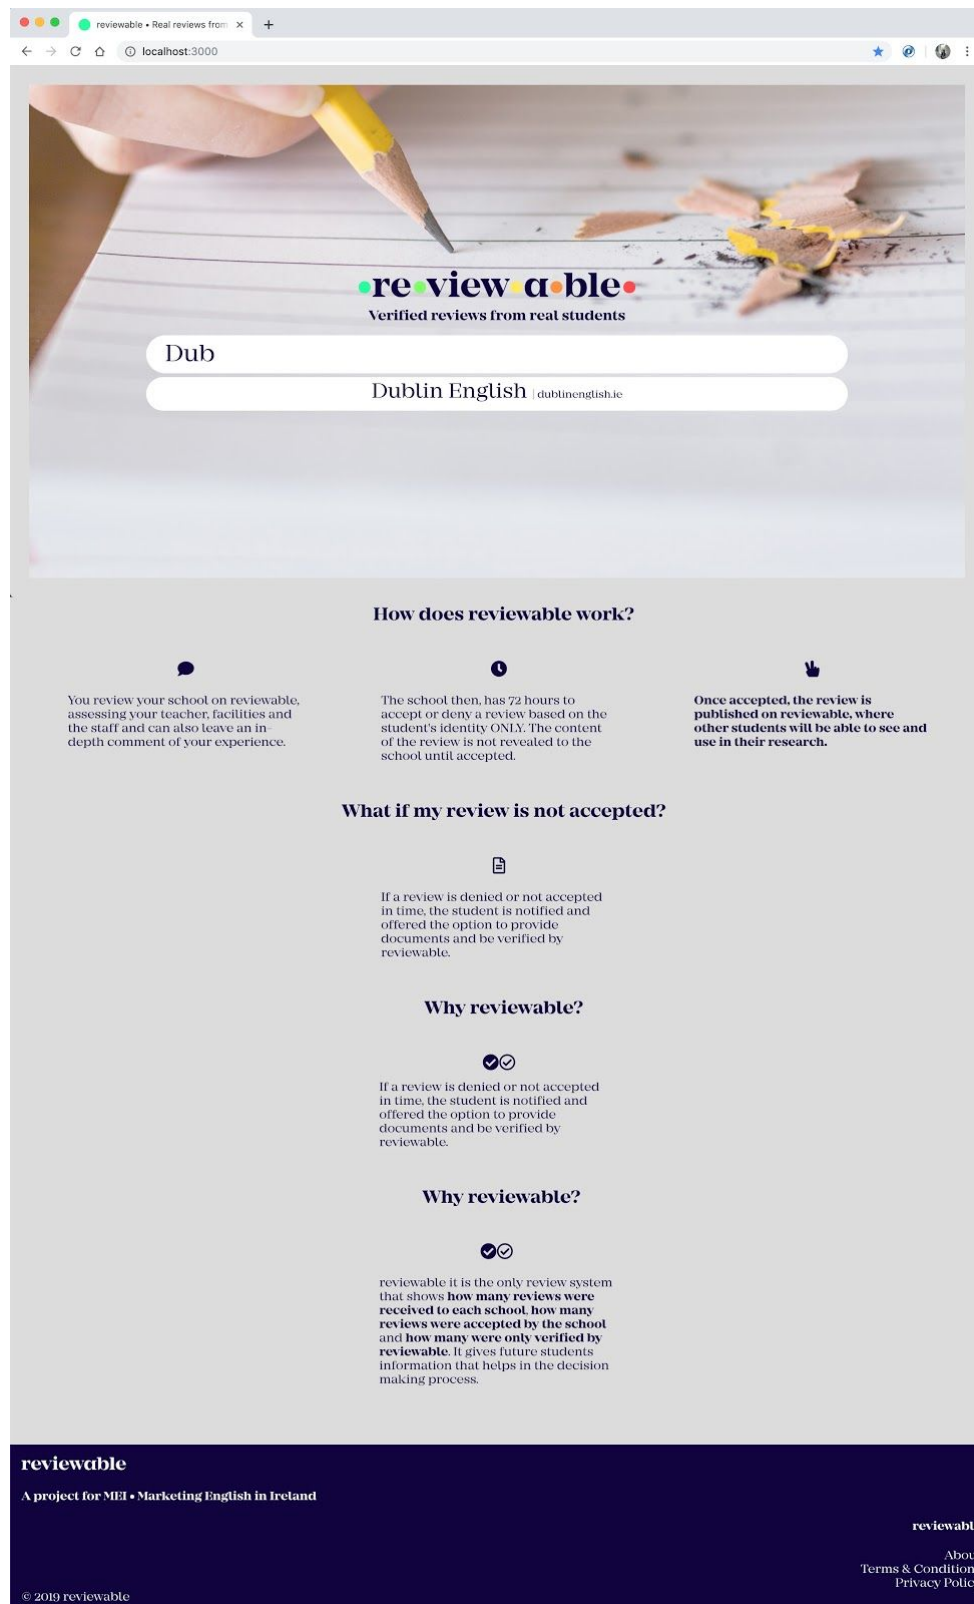 reviewable • Real reviews from
localhost:3000
•re•view•a•ble•
Verified reviews from real students
Dub
Dublin English | dublinenglish.ie
How does reviewable work?
You review your school on reviewable,
assessing your teacher, facilities and
the staff and can also leave an in-
depth comment of your experience.
The school then, has 72 hours to
accept or deny a review based on the
student's identity ONLY. The content
of the review is not revealed to the
school until accepted.
Once accepted, the review is
published on reviewable, where
other students will be able to see and
use in their research.
What if my review is not accepted?
If a review is denied or not accepted
in time, the student is notified and
offered the option to provide
documents and be verified by
reviewable.
Why reviewable?
If a review is denied or not accepted
in time, the student is notified and
offered the option to provide
documents and be verified by
reviewable.
Why reviewable?
reviewable it is the only review system
that shows how many reviews were
received to each school, how many
reviews were accepted by the school
and how many were only verified by
reviewable. It gives future students
information that helps in the decision
making process.
reviewable
A project for MEI • Marketing English in Ireland
reviewabl
Abou
Terms & Condition
Privacy Polic
© 2019 reviewable